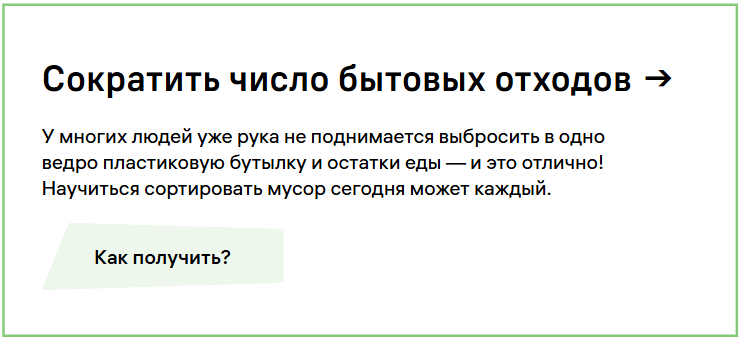 Сократить число бытовых отходов →
У многих людей уже рука не поднимается выбросить в одно
ведро пластиковую бутылку и остатки еды — и это отлично!
Научиться сортировать мусор сегодня может каждый.
Как получить?